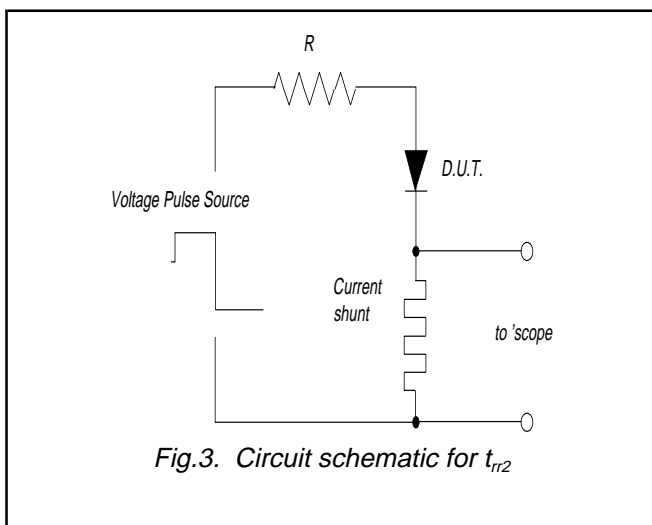 R
D.U.T.
Voltage Pulse Source
Current
shunt
to 'scope
Fig.3. Circuit schematic for trr2